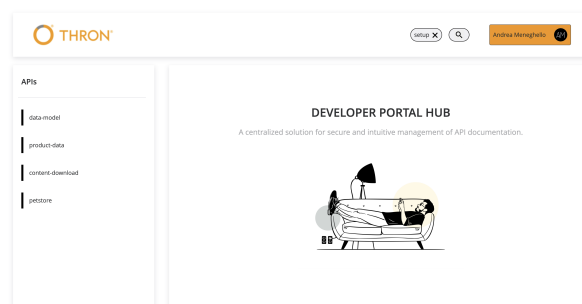 THRON
setup
Andrea Meneghello
AM
APIs
data-model
product-data
content-download
petstore
DEVELOPER PORTAL HUB
A centralized solution for secure and intuitive management of API documentation.